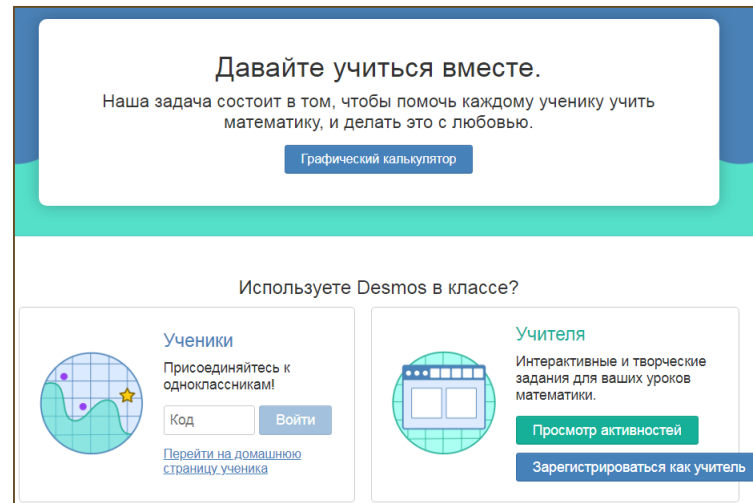 Давайте учиться вместе.
Наша задача состоит в том, чтобы помочь каждому ученику учить
математику, и делать это с любовью.
Графический калькулятор
Используете Desmos в классе?
Ученики
Присоединяйтесь к
одноклассникам!
Код
Войти
Перейти на домашнюю
страницу ученика
Учителя
Интерактивные и творческие
задания для ваших уроков
математики.
Просмотр активностей
Зарегистрироваться как учитель